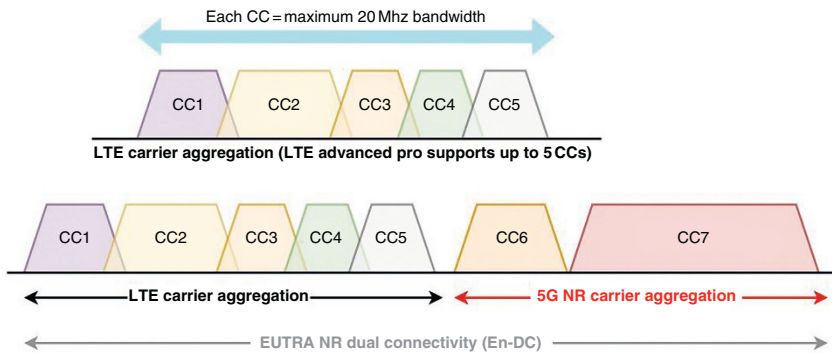 Each CC = maximum 20 Mhz bandwidth
CC1 CC2 CC3 CC4 CC5
LTE carrier aggregation (LTE advanced pro supports up to 5 CCs)
CC1 CC2 CC3 CC4 CC5 CC6 CC7
LTE carrier aggregation 5G NR carrier aggregation
EUTRA NR dual connectivity (En-DC)